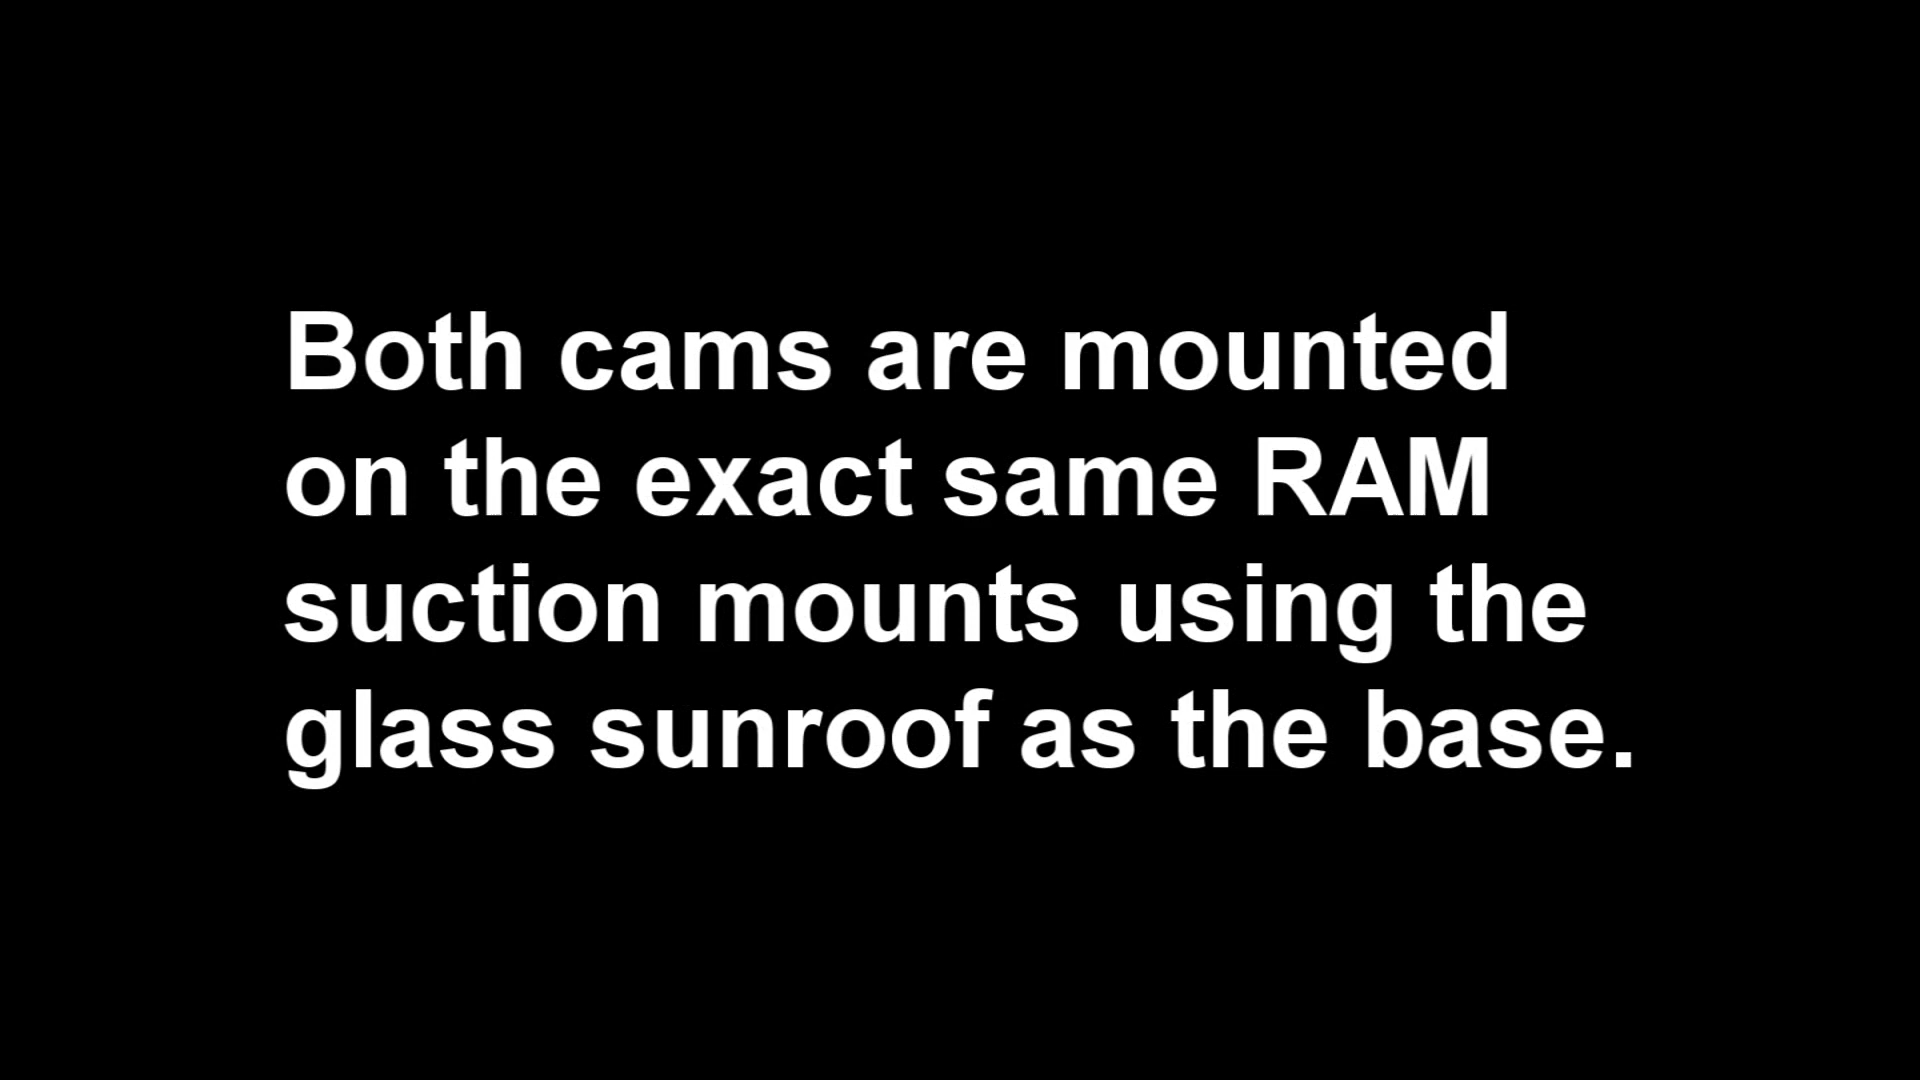 Both cams are mounted
on the exact same RAM
suction mounts using the
glass sunroof as the base.